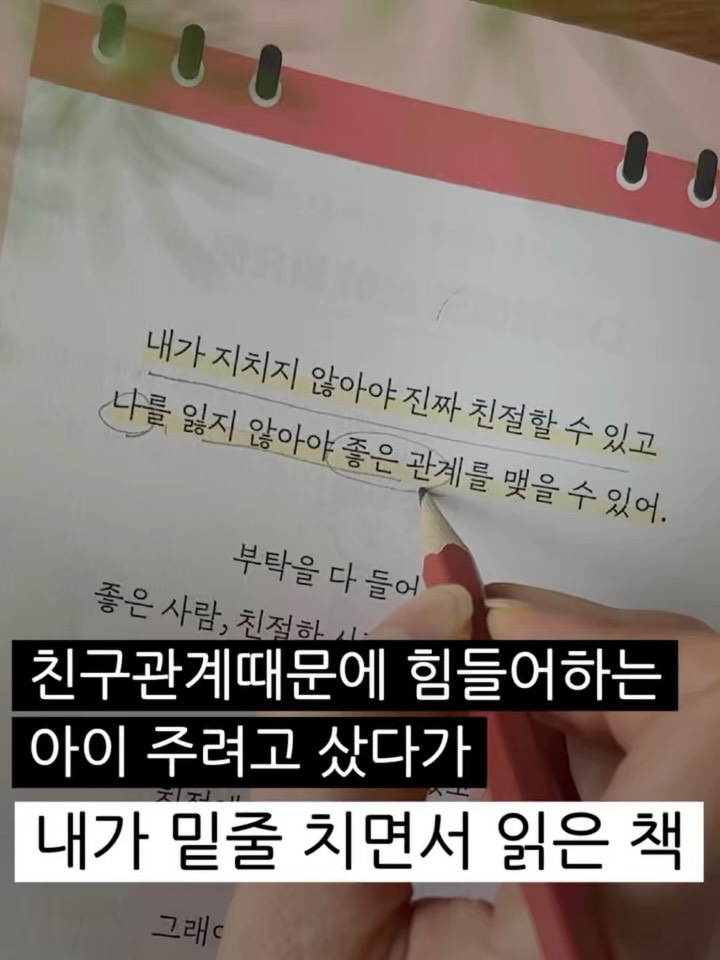 내가 지치지 않아야 진짜 친절할 수 있고
나를 잃지 않아야 좋은 관계를 맺을 수 있어.
부탁을 다 들어
좋은 사람, 친절한
친구관계때문에 힘들어하는
아이 주려고 샀다가
내가 밑줄 치면서 읽은 책